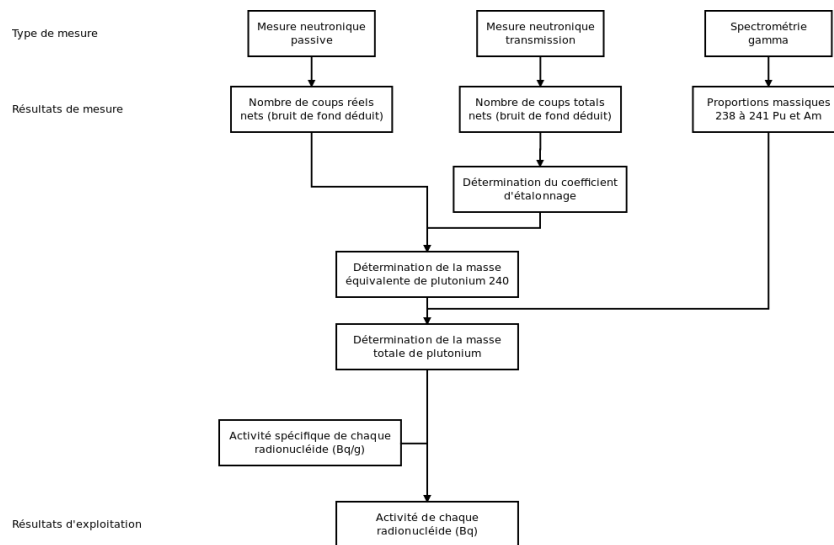 Type de mesure
Mesure neutronique
passive
Mesure neutronique
transmission
Spectrométrie
gamma
Résultats de mesure
Nombre de coups réels
nets (bruit de fond déduit)
Nombre de coups totals
nets (bruit de fond déduit)
Proportions massiques
238 à 241 Pu et Am
Détermination du coefficient
d'étalonnage
Détermination de la masse
équivalente de plutonium 240
Détermination de la masse
totale de plutonium
Activité spécifique de chaque
radionucléide (Bq/g)
Résultats d'exploitation
Activité de chaque
radionucléide (Bq)